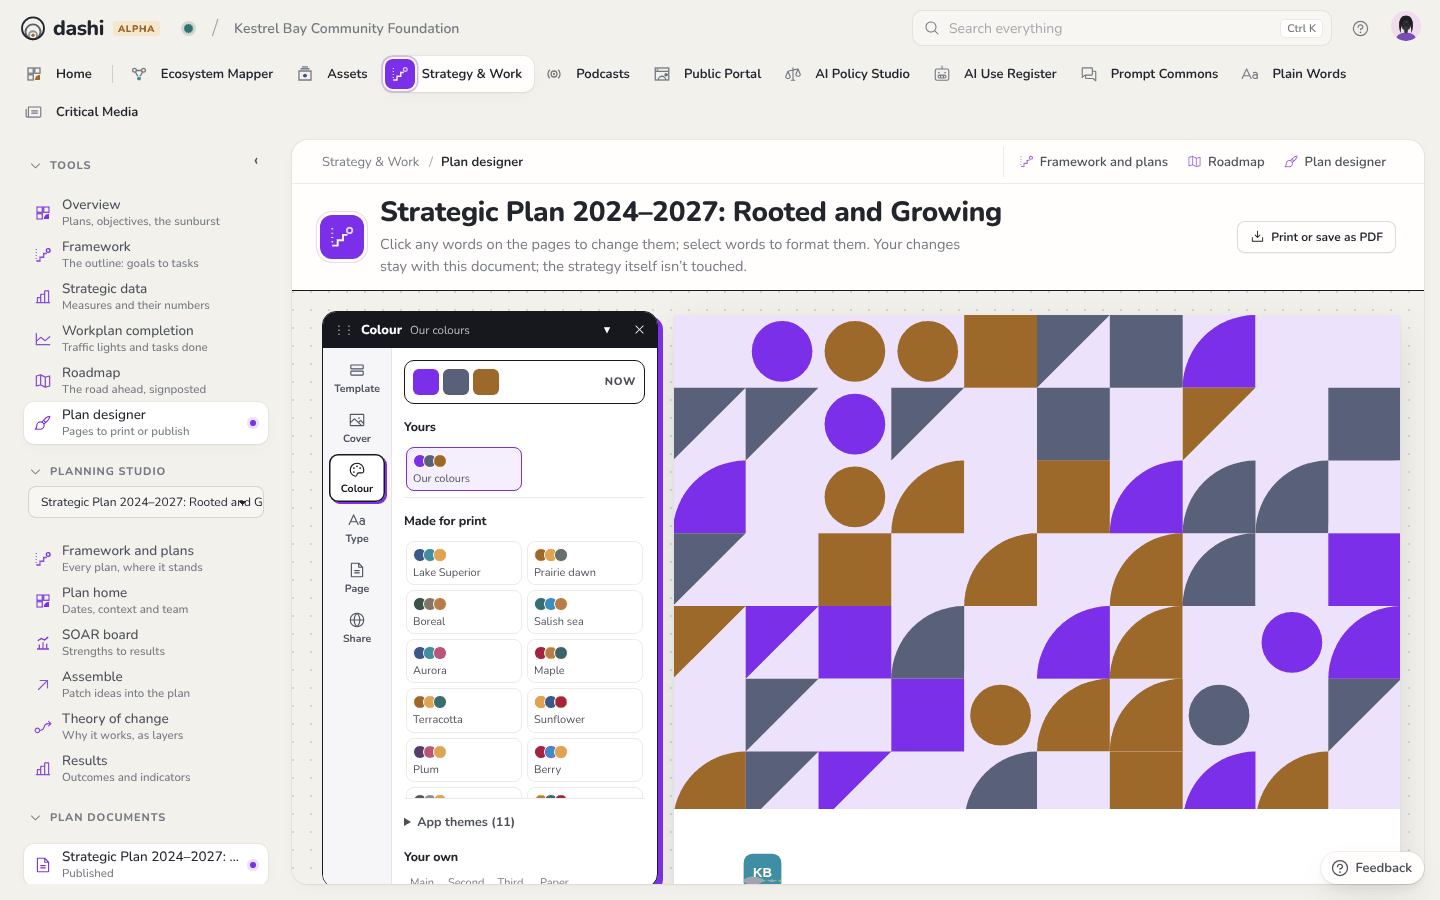 dashi ALPHA / Kestrel Bay Community Foundation
Search everything Ctrl K
Home Ecosystem Mapper Assets Strategy & Work Podcasts Public Portal AI Policy Studio AI Use Register Prompt Commons Aa Plain Words
Critical Media
TOOLS
Overview
Plans, objectives, the sunburst
Framework
The outline: goals to tasks
Strategic data
Measures and their numbers
Workplan completion
Traffic lights and tasks done
Roadmap
The road ahead, signposted
Plan designer
Pages to print or publish
PLANNING STUDIO
Strategic Plan 2024–2027: Rooted and G
Framework and plans
Every plan, where it stands
Plan home
Dates, context and team
SOAR board
Strengths to results
Assemble
Patch ideas into the plan
Theory of change
Why it works, as layers
Results
Outcomes and indicators
PLAN DOCUMENTS
Strategic Plan 2024–2027: ...
Published
Strategy & Work / Plan designer
Framework and plans Roadmap Plan designer
Strategic Plan 2024–2027: Rooted and Growing
Click any words on the pages to change them; select words to format them. Your changes
stay with this document; the strategy itself isn't touched.
Print or save as PDF
Colour Our colours
Template
Cover
Colour
Aa
Type
Page
Share
NOW
Yours
Our colours
Made for print
Lake Superior Prairie dawn
Boreal Salish sea
Aurora Maple
Terracotta Sunflower
Plum Berry
App themes (11)
Your own
Main Second Third Paper
KB
Feedback